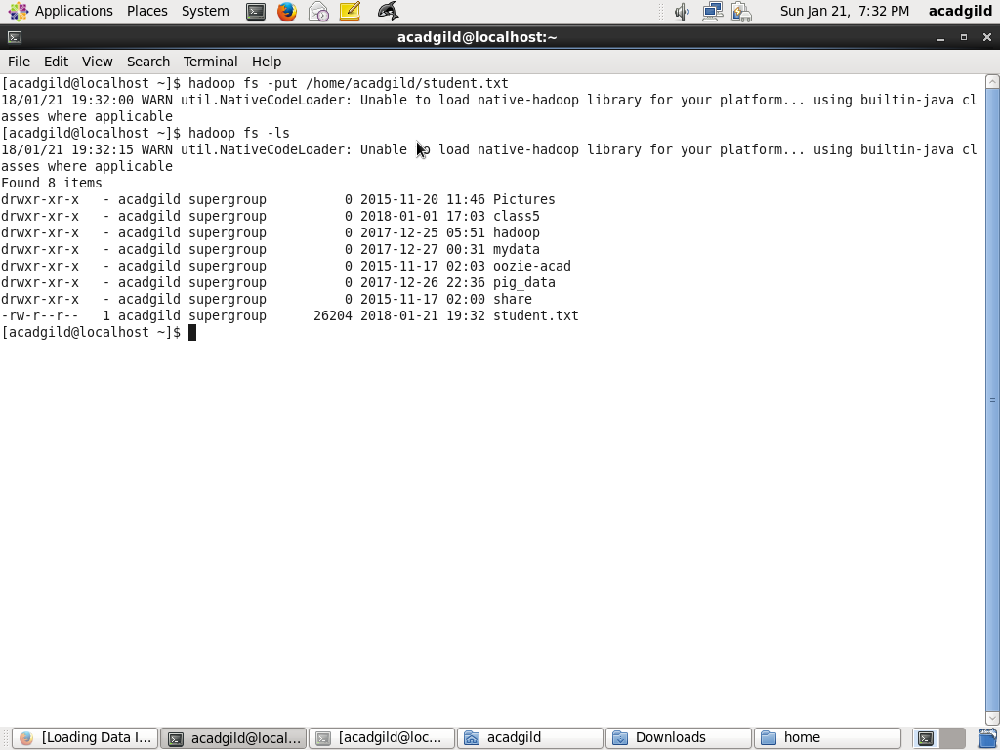 Applications Places System Sun Jan 21, 7:32 PM acadgild
acadgild@localhost:~
File Edit View Search Terminal Help
[acadgild@localhost ~]$ hadoop fs -put /home/acadgild/student.txt
18/01/21 19:32:00 WARN util.NativeCodeLoader: Unable to load native-hadoop library for your platform... using builtin-java cl
asses where applicable
[acadgild@localhost ~]$ hadoop fs -ls
18/01/21 19:32:15 WARN util.NativeCodeLoader: Unable to load native-hadoop library for your platform... using builtin-java cl
asses where applicable
Found 8 items
drwxr-xr-x   - acadgild supergroup          0 2015-11-20 11:46 Pictures
drwxr-xr-x   - acadgild supergroup          0 2018-01-01 17:03 class5
drwxr-xr-x   - acadgild supergroup          0 2017-12-25 05:51 hadoop
drwxr-xr-x   - acadgild supergroup          0 2017-12-27 00:31 mydata
drwxr-xr-x   - acadgild supergroup          0 2015-11-17 02:03 oozie-acad
drwxr-xr-x   - acadgild supergroup          0 2017-12-26 22:36 pig_data
drwxr-xr-x   - acadgild supergroup          0 2015-11-17 02:00 share
-rw-r--r--   1 acadgild supergroup      26204 2018-01-21 19:32 student.txt
[acadgild@localhost ~]$
[Loading Data I... acadgild@local... [acadgild@loc... acadgild Downloads home